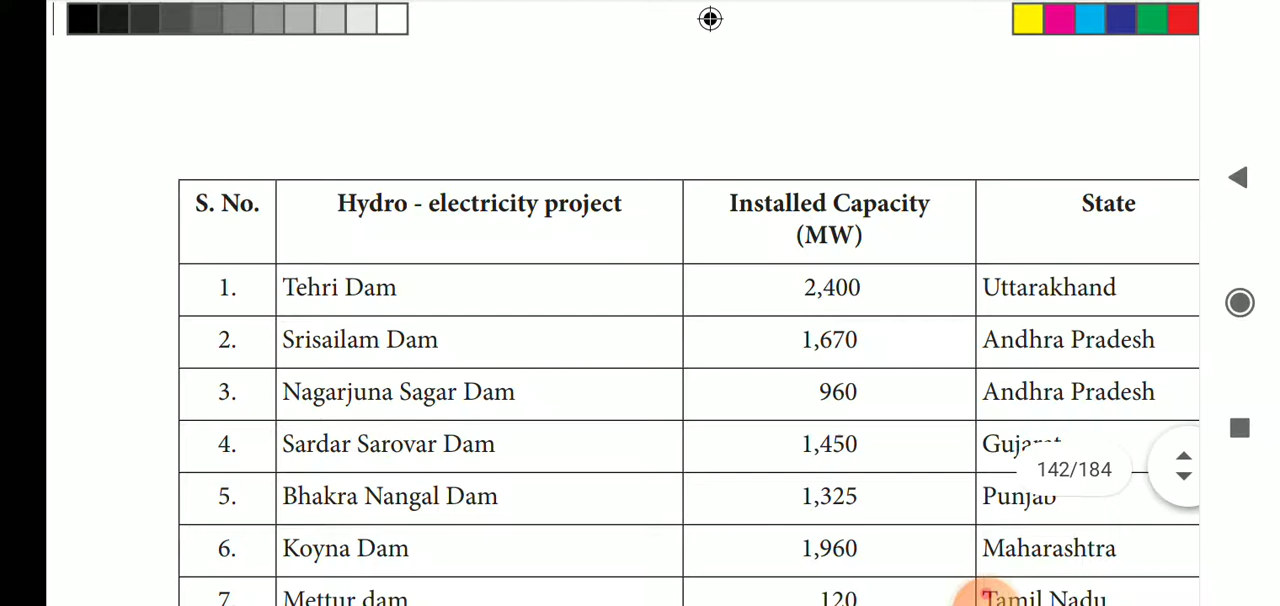 S. No. Hydro - electricity project Installed Capacity (MW) State
1. Tehri Dam 2,400 Uttarakhand
2. Srisailam Dam 1,670 Andhra Pradesh
3. Nagarjuna Sagar Dam 960 Andhra Pradesh
4. Sardar Sarovar Dam 1,450 Gujarat
142/184
5. Bhakra Nangal Dam 1,325 Punjab
6. Koyna Dam 1,960 Maharashtra
7. Mettur dam 120 Tamil Nadu